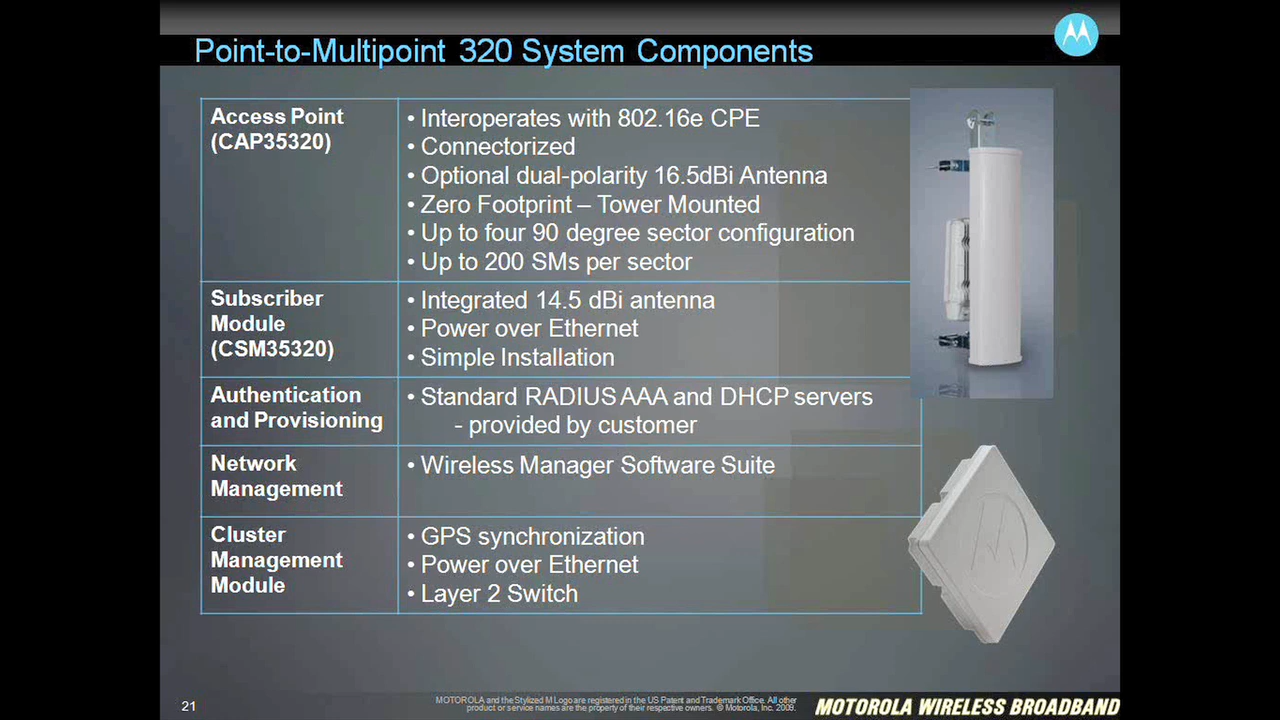 Point-to-Multipoint 320 System Components
Access Point
(CAP35320)
• Interoperates with 802.16e CPE
• Connectorized
• Optional dual-polarity 16.5dBi Antenna
• Zero Footprint – Tower Mounted
• Up to four 90 degree sector configuration
• Up to 200 SMs per sector
Subscriber
Module
(CSM35320)
• Integrated 14.5 dBi antenna
• Power over Ethernet
• Simple Installation
Authentication
and Provisioning
• Standard RADIUS AAA and DHCP servers
- provided by customer
Network
Management
• Wireless Manager Software Suite
Cluster
Management
Module
• GPS synchronization
• Power over Ethernet
• Layer 2 Switch
21
MOTOROLA and the Stylized M Logo are registered in the US Patent and Trademark Office. All other
product or service names are the property of their respective owners. © Motorola, Inc. 2009.
MOTOROLA WIRELESS BROADBAND